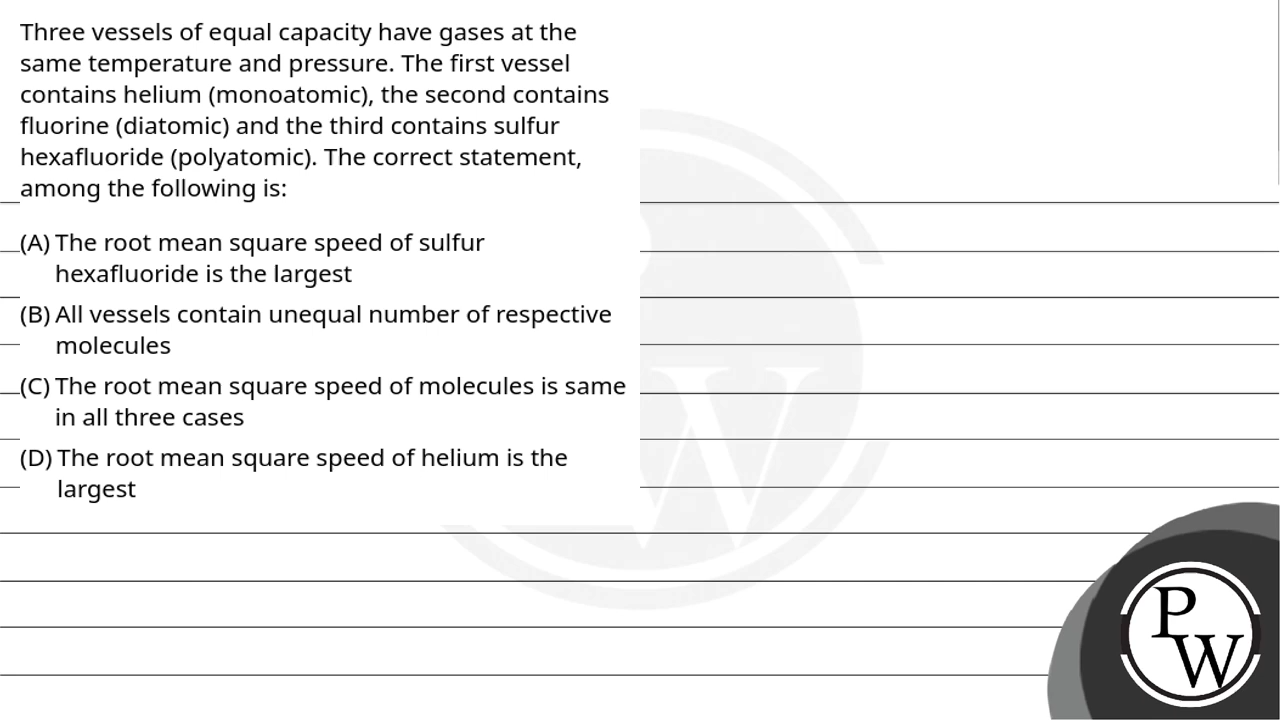 Three vessels of equal capacity have gases at the
same temperature and pressure. The first vessel
contains helium (monoatomic), the second contains
fluorine (diatomic) and the third contains sulfur
hexafluoride (polyatomic). The correct statement,
among the following is:
(A) The root mean square speed of sulfur
hexafluoride is the largest
(B) All vessels contain unequal number of respective
molecules
(C) The root mean square speed of molecules is same
in all three cases
(D) The root mean square speed of helium is the
largest
P
W